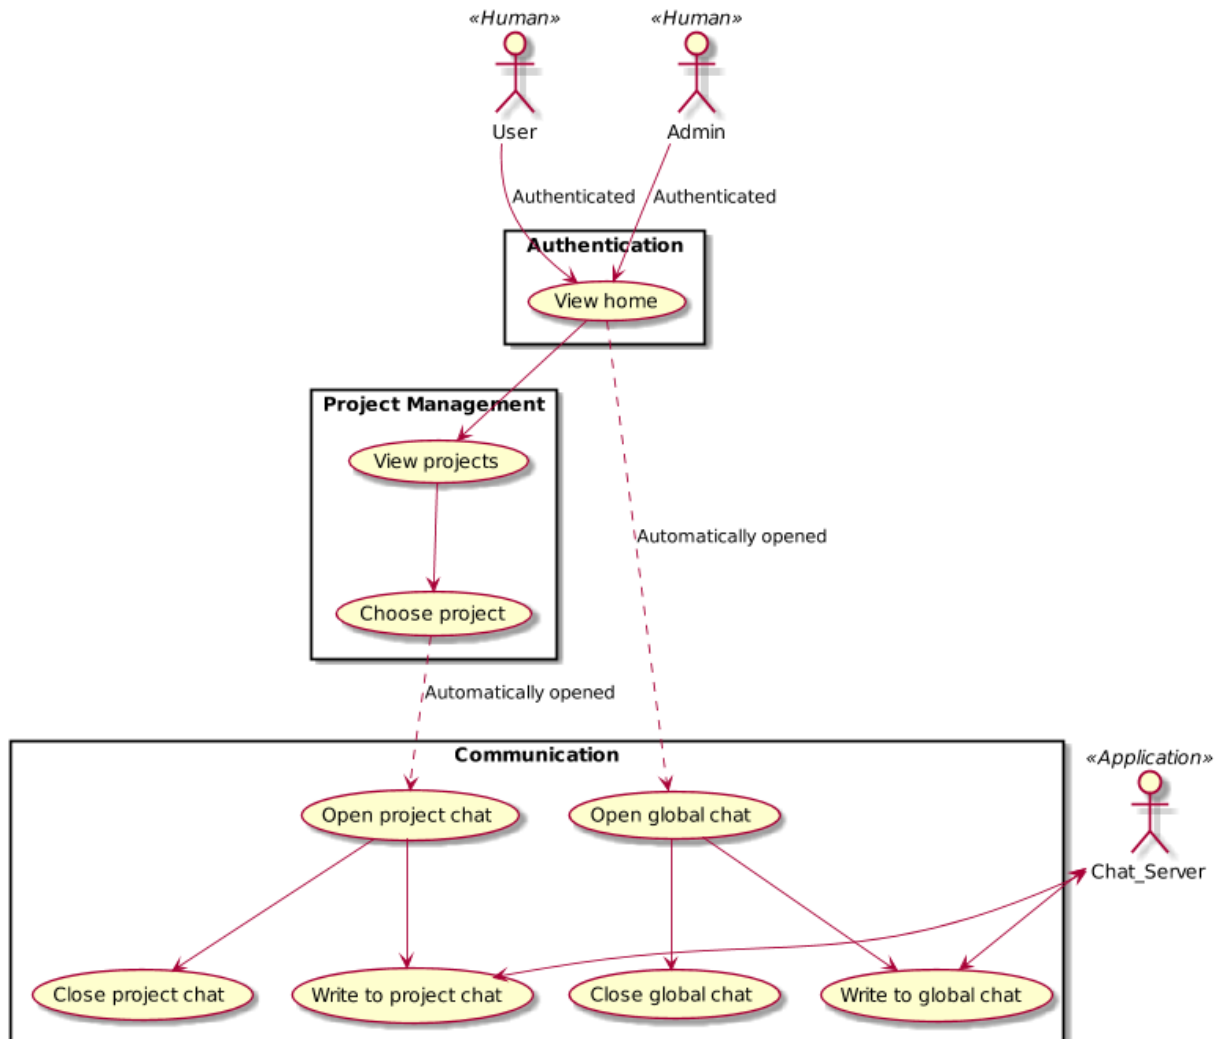 «Human» «Human»
User Admin
Authenticated Authenticated
Authentication
View home
Project Management
View projects
Automatically opened
Choose project
Automatically opened
Communication
«Application»
Open project chat Open global chat
Chat_Server
Close project chat Write to project chat Close global chat Write to global chat